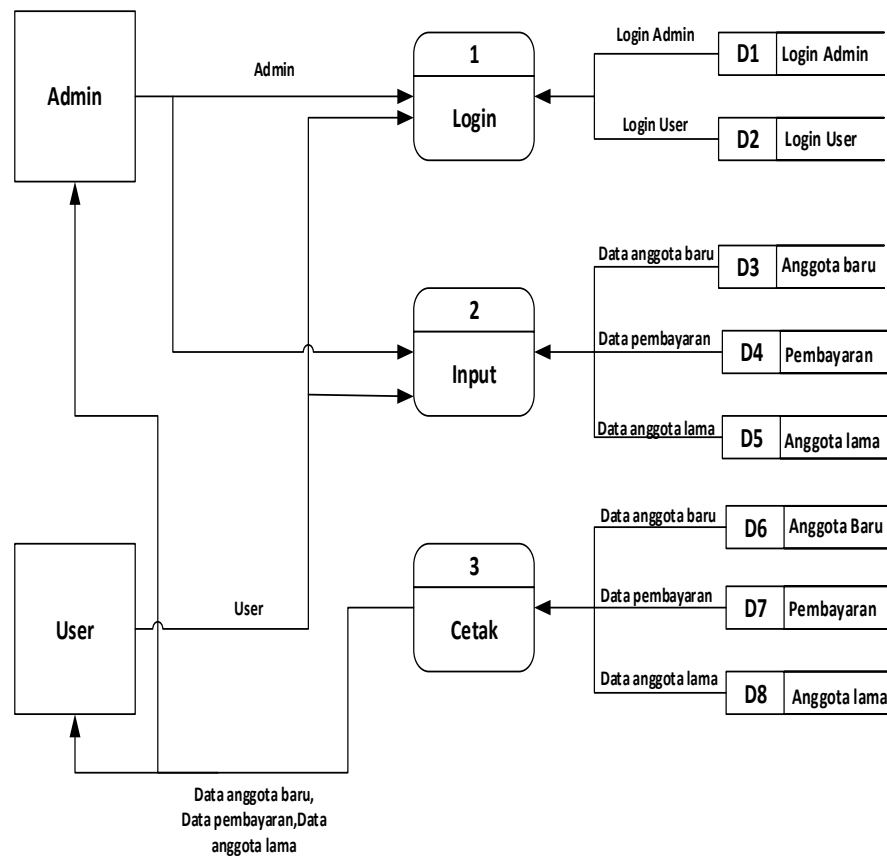 Admin
Admin
1
Login
Login Admin
D1 Login Admin
Login User
D2 Login User
Data anggota baru
D3 Anggota baru
2
Input
Data pembayaran
D4 Pembayaran
Data anggota lama
D5 Anggota lama
User
User
3
Cetak
Data anggota baru
D6 Anggota Baru
Data pembayaran
D7 Pembayaran
Data anggota lama
D8 Anggota lama
Data anggota baru,
Data pembayaran,Data
anggota lama